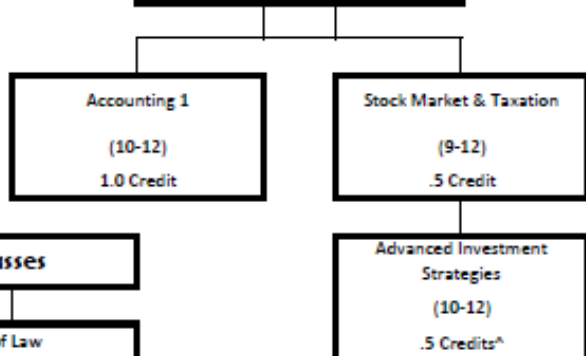 Accounting 1
(10-12)
1.0 Credit
Stock Market & Taxation
(9-12)
.5 Credit
Advanced Investment
Strategies
(10-12)
.5 Credits^
of Law